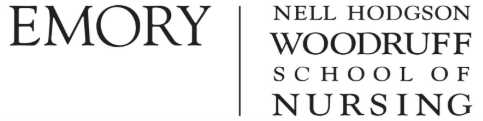 EMORY
NELL HODGSON
WOODRUFF
SCHOOL OF
NURSING